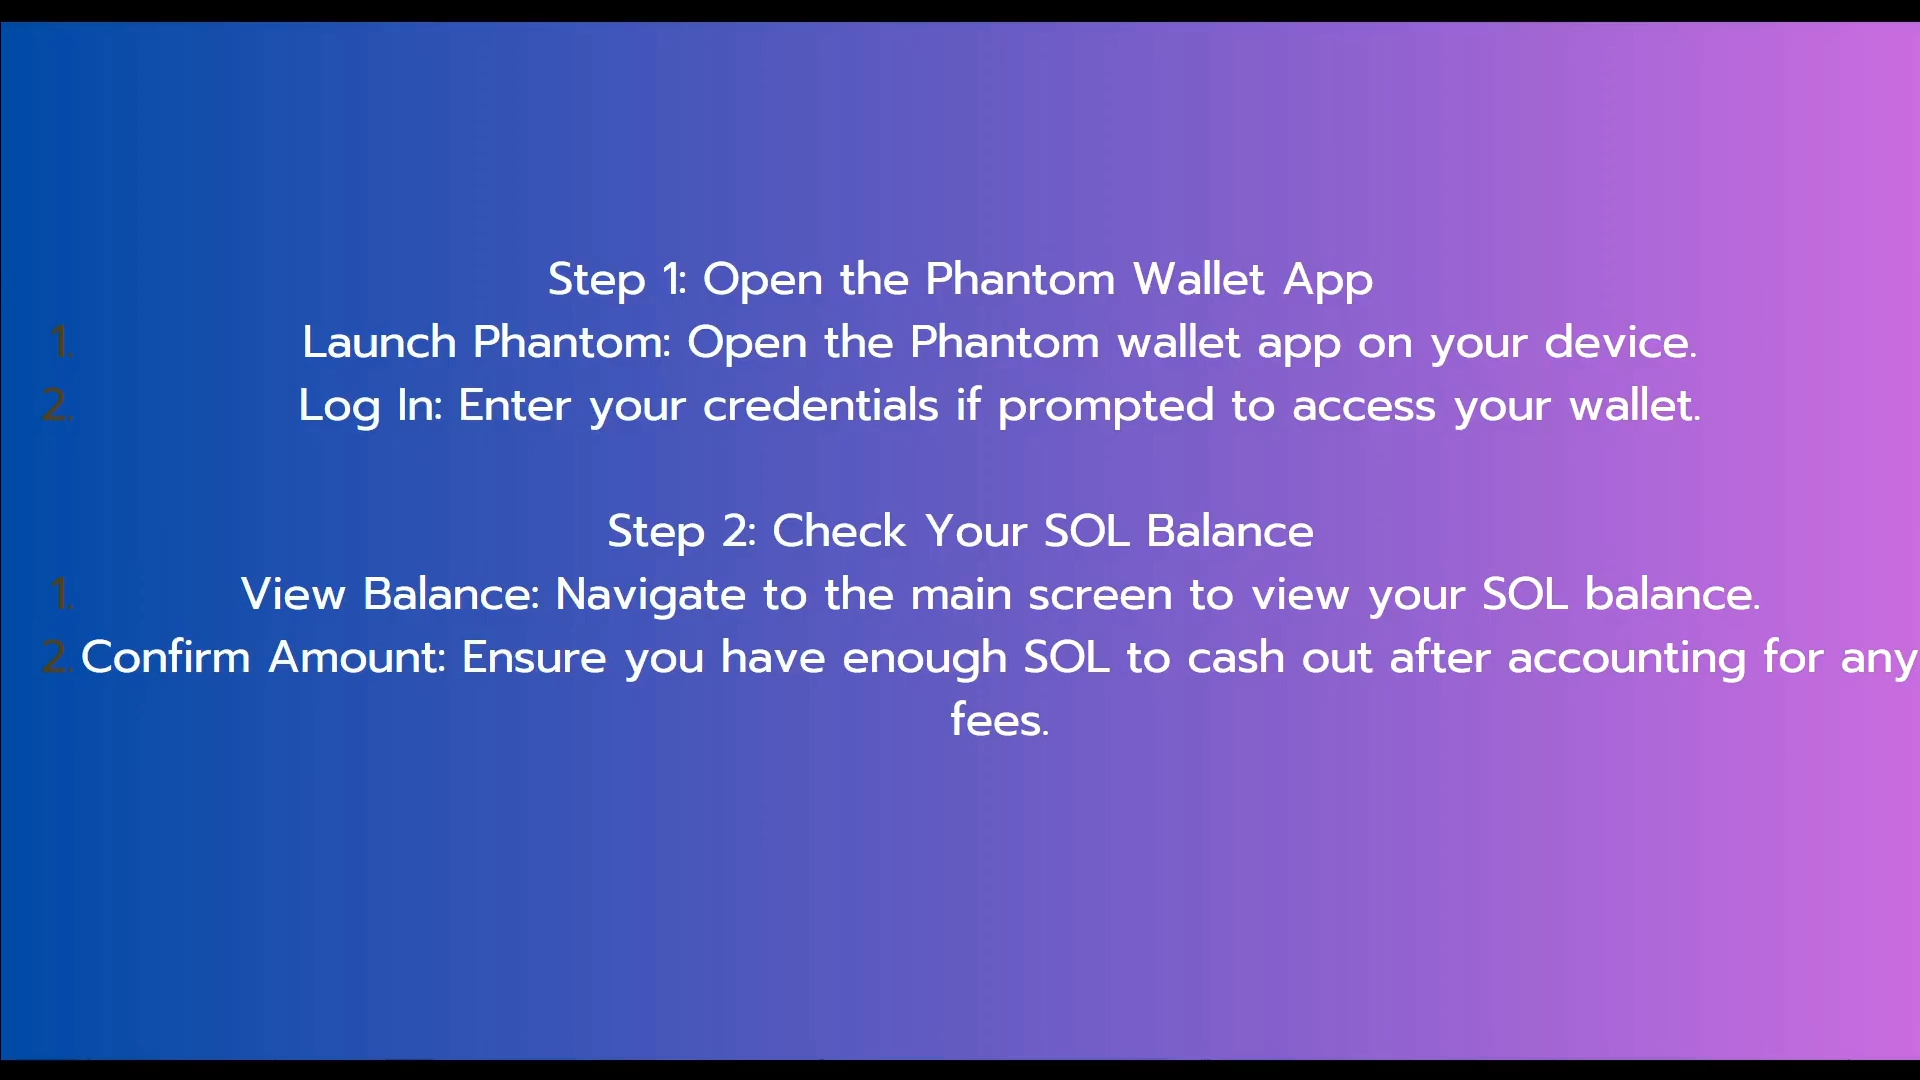 Step 1: Open the Phantom Wallet App
1. Launch Phantom: Open the Phantom wallet app on your device.
2. Log In: Enter your credentials if prompted to access your wallet.
Step 2: Check Your SOL Balance
1. View Balance: Navigate to the main screen to view your SOL balance.
2. Confirm Amount: Ensure you have enough SOL to cash out after accounting for any
fees.